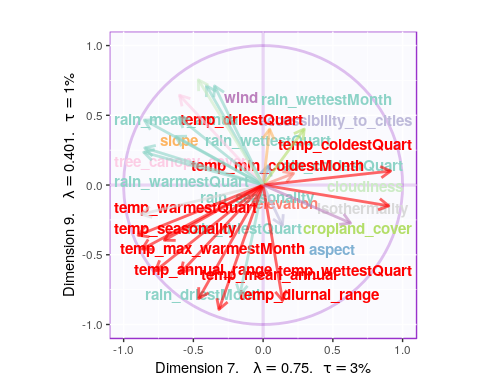 1.0
wind rain_wettestMonth
temp_driestQuart
slope rain_wettestQuart
0.5
temp_coldestQuart
temp_min_coldestMonth
rain_warmestQuart
cloudiness
0.0
elevation
temp_warmestQuart
temp_seasonality
cropland_cover
temp_max_warmestMonth aspect
-0.5
temp_annual_range
temp_mean_annual
temp_wettestQuart
temp_diurnal_range
-1.0
-1.0 -0.5 0.0 0.5 1.0
Dimension 9. λ = 0.401. τ = 1%
Dimension 7. λ = 0.75. τ = 3%